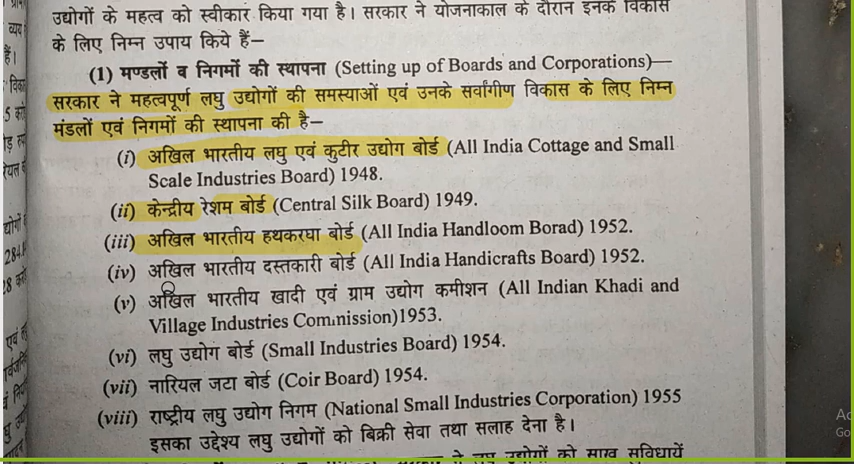 उद्योगों के महत्व को स्वीकार किया गया है। सरकार ने योजनाकाल के दौरान इनके विकास
के लिए निम्न उपाय किये हैं–
(1) मण्डलों व निगमों की स्थापना (Setting up of Boards and Corporations)—
सरकार ने महत्वपूर्ण लघु उद्योगों की समस्याओं एवं उनके सर्वांगीण विकास के लिए निम्न
मंडलों एवं निगमों की स्थापना की है–
(i) अखिल भारतीय लघु एवं कुटीर उद्योग बोर्ड (All India Cottage and Small
Scale Industries Board) 1948.
(ii) केन्द्रीय रेशम बोर्ड (Central Silk Board) 1949.
(iii) अखिल भारतीय हथकरघा बोर्ड (All India Handloom Borad) 1952.
(iv) अखिल भारतीय दस्तकारी बोर्ड (All India Handicrafts Board) 1952.
(v) अखिल भारतीय खादी एवं ग्राम उद्योग कमीशन (All Indian Khadi and
Village Industries Commission)1953.
(vi) लघु उद्योग बोर्ड (Small Industries Board) 1954.
(vii) नारियल जटा बोर्ड (Coir Board) 1954.
(viii) राष्ट्रीय लघु उद्योग निगम (National Small Industries Corporation) 1955
इसका उद्देश्य लघु उद्योगों को बिक्री सेवा तथा सलाह देना है।
ने लघु उद्योगों को साख सुविधायें